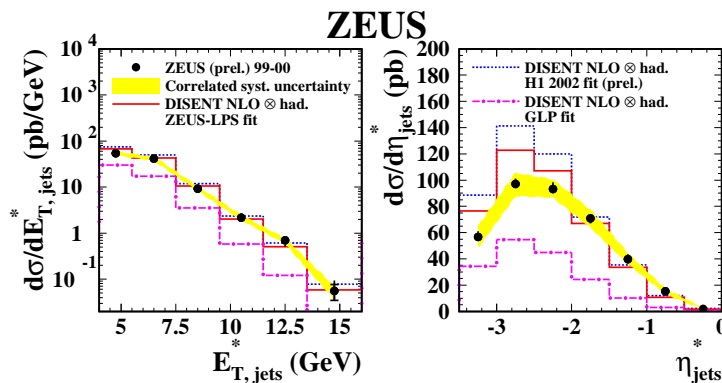 ZEUS
dσ/dE*T, jets (pb/GeV)
10^4
10^3
10^2
10
1
10^-1
ZEUS (prel.) 99-00
Correlated syst. uncertainty
DISENT NLO ⊗ had.
ZEUS-LPS fit
5 7.5 10 12.5 15
E*T, jets (GeV)
dσ/dη*jets (pb)
200
180
160
140
120
100
80
60
40
20
0
DISENT NLO ⊗ had.
H1 2002 fit (prel.)
DISENT NLO ⊗ had.
GLP fit
-3 -2 -1 0
η*jets